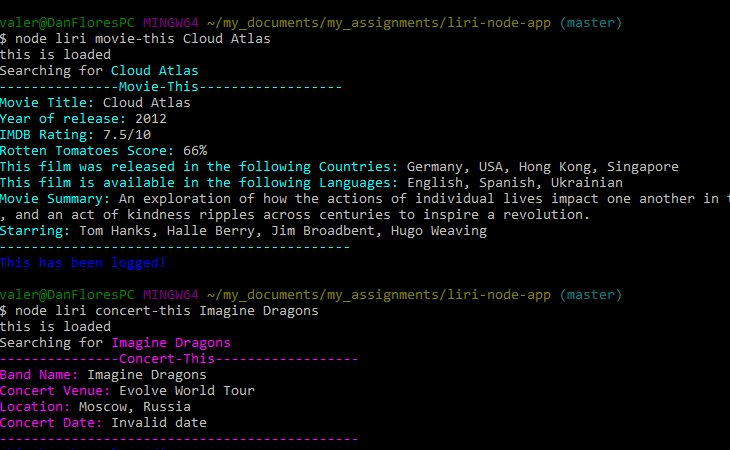 valer@DanFloresPC MINGW64 ~/my_documents/my_assignments/liri-node-app (master)
$ node liri movie-this Cloud Atlas
this is loaded
Searching for Cloud Atlas
---------------Movie-This------------------
Movie Title: Cloud Atlas
Year of release: 2012
IMDB Rating: 7.5/10
Rotten Tomatoes Score: 66%
This film was released in the following Countries: Germany, USA, Hong Kong, Singapore
This film is available in the following Languages: English, Spanish, Ukrainian
Movie Summary: An exploration of how the actions of individual lives impact one another in
, and an act of kindness ripples across centuries to inspire a revolution.
Starring: Tom Hanks, Halle Berry, Jim Broadbent, Hugo Weaving
--------------------------------------------
This has been logged!
valer@DanFloresPC MINGW64 ~/my_documents/my_assignments/liri-node-app (master)
$ node liri concert-this Imagine Dragons
this is loaded
Searching for Imagine Dragons
---------------Concert-This------------------
Band Name: Imagine Dragons
Concert Venue: Evolve World Tour
Location: Moscow, Russia
Concert Date: Invalid date
---------------------------------------------